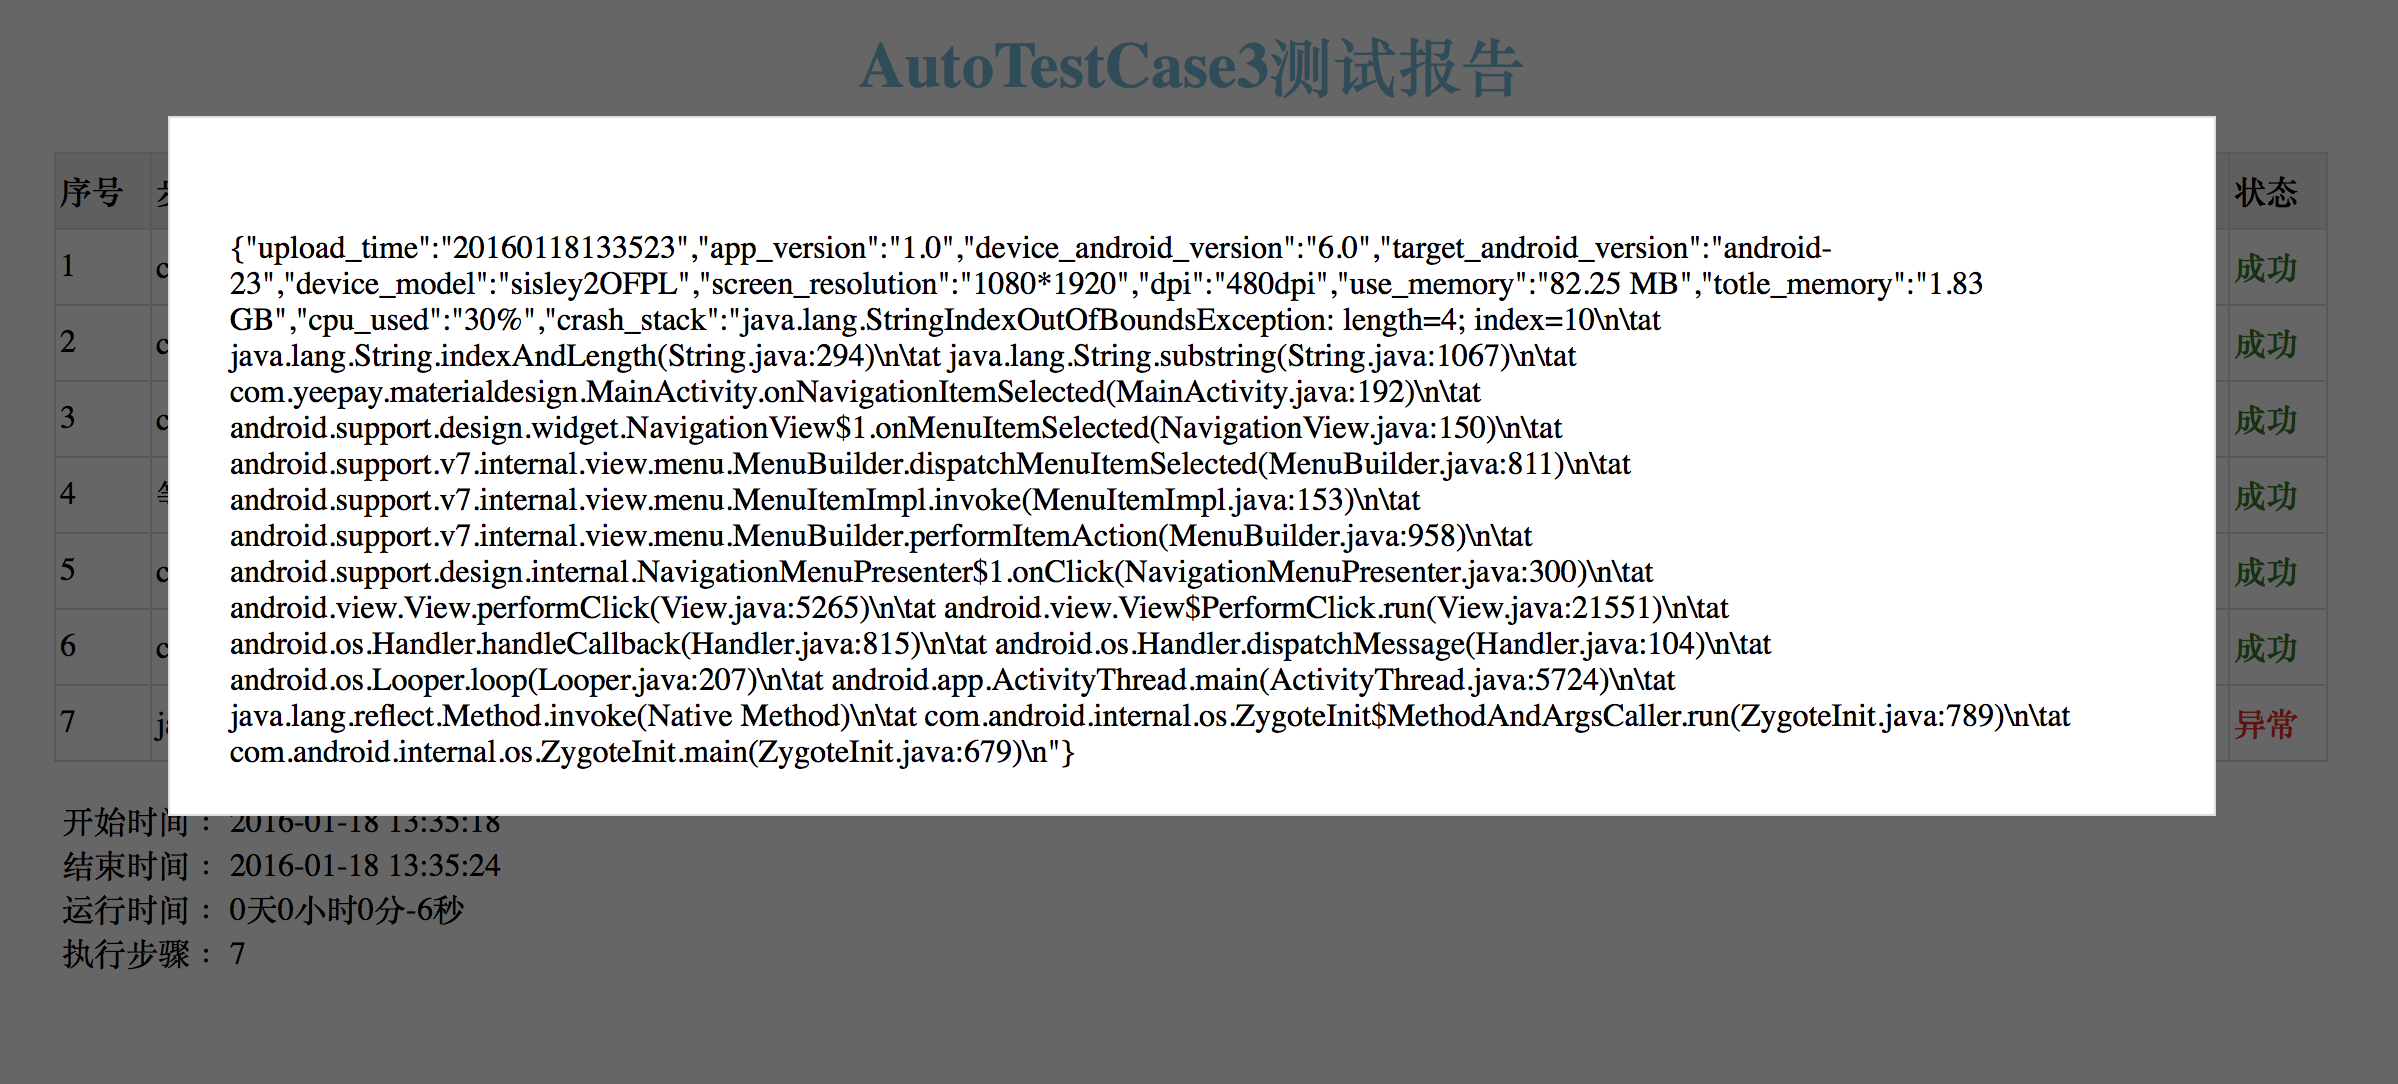 AutoTestCase3测试报告
序号 状态
{"upload_time":"20160118133523","app_version":"1.0","device_android_version":"6.0","target_android_version":"android-
23","device_model":"sisley2OFPL","screen_resolution":"1080*1920","dpi":"480dpi","use_memory":"82.25 MB","totle_memory":"1.83
GB","cpu_used":"30%","crash_stack":"java.lang.StringIndexOutOfBoundsException: length=4; index=10\n\tat
java.lang.String.indexAndLength(String.java:294)\n\tat java.lang.String.substring(String.java:1067)\n\tat
com.yeepay.materialdesign.MainActivity.onNavigationItemSelected(MainActivity.java:192)\n\tat
android.support.design.widget.NavigationView$1.onMenuItemSelected(NavigationView.java:150)\n\tat
android.support.v7.internal.view.menu.MenuBuilder.dispatchMenuItemSelected(MenuBuilder.java:811)\n\tat
android.support.v7.internal.view.menu.MenuItemImpl.invoke(MenuItemImpl.java:153)\n\tat
android.support.v7.internal.view.menu.MenuBuilder.performItemAction(MenuBuilder.java:958)\n\tat
android.support.design.internal.NavigationMenuPresenter$1.onClick(NavigationMenuPresenter.java:300)\n\tat
android.view.View.performClick(View.java:5265)\n\tat android.view.View$PerformClick.run(View.java:21551)\n\tat
android.os.Handler.handleCallback(Handler.java:815)\n\tat android.os.Handler.dispatchMessage(Handler.java:104)\n\tat
android.os.Looper.loop(Looper.java:207)\n\tat android.app.ActivityThread.main(ActivityThread.java:5724)\n\tat
java.lang.reflect.Method.invoke(Native Method)\n\tat com.android.internal.os.ZygoteInit$MethodAndArgsCaller.run(ZygoteInit.java:789)\n\tat
com.android.internal.os.ZygoteInit.main(ZygoteInit.java:679)\n"}
1 成功
2 成功
3 成功
4 成功
5 成功
6 成功
7 异常
开始时间： 2016-01-18 13:35:18
结束时间： 2016-01-18 13:35:24
运行时间： 0天0小时0分-6秒
执行步骤： 7